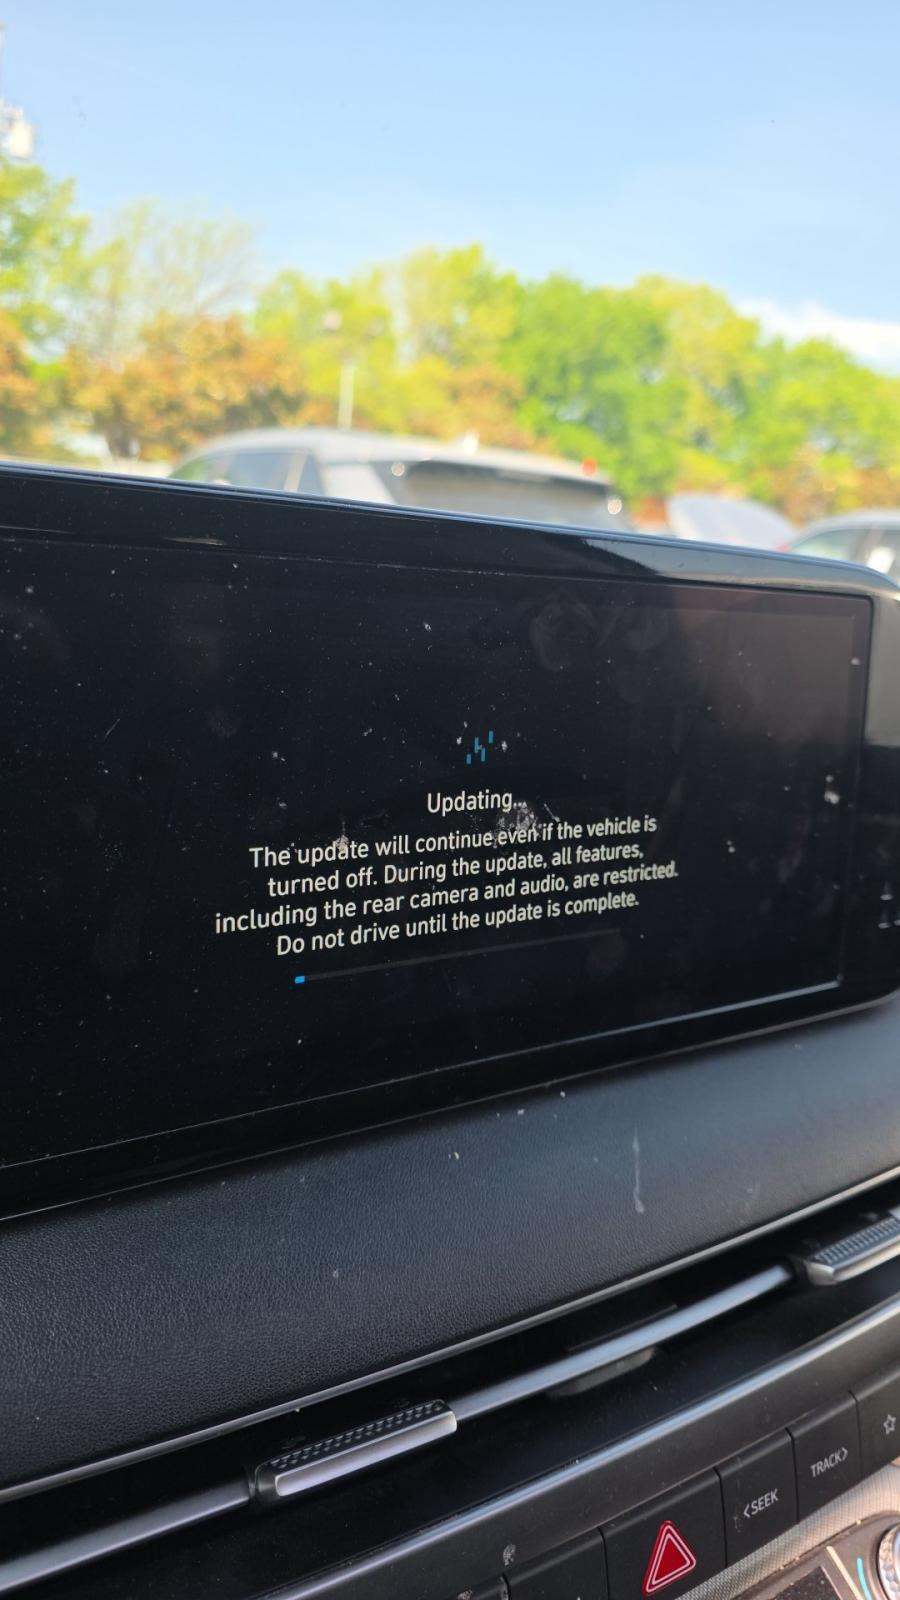 Updating...
The update will continue even if the vehicle is
turned off. During the update, all features,
including the rear camera and audio, are restricted.
Do not drive until the update is complete.
<SEEK
TRACK>